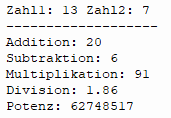 Zahl1: 13 Zahl2: 7
-------------------
Addition: 20
Subtraktion: 6
Multiplikation: 91
Division: 1.86
Potenz: 62748517